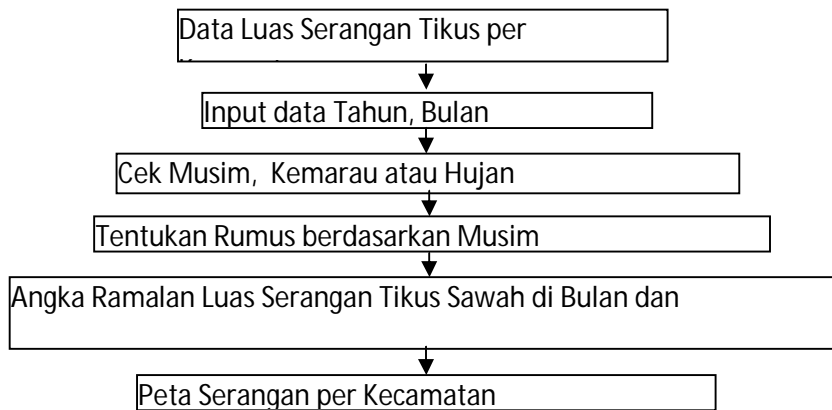 Data Luas Serangan Tikus per
Input data Tahun, Bulan
Cek Musim, Kemarau atau Hujan
Tentukan Rumus berdasarkan Musim
Angka Ramalan Luas Serangan Tikus Sawah di Bulan dan
Peta Serangan per Kecamatan